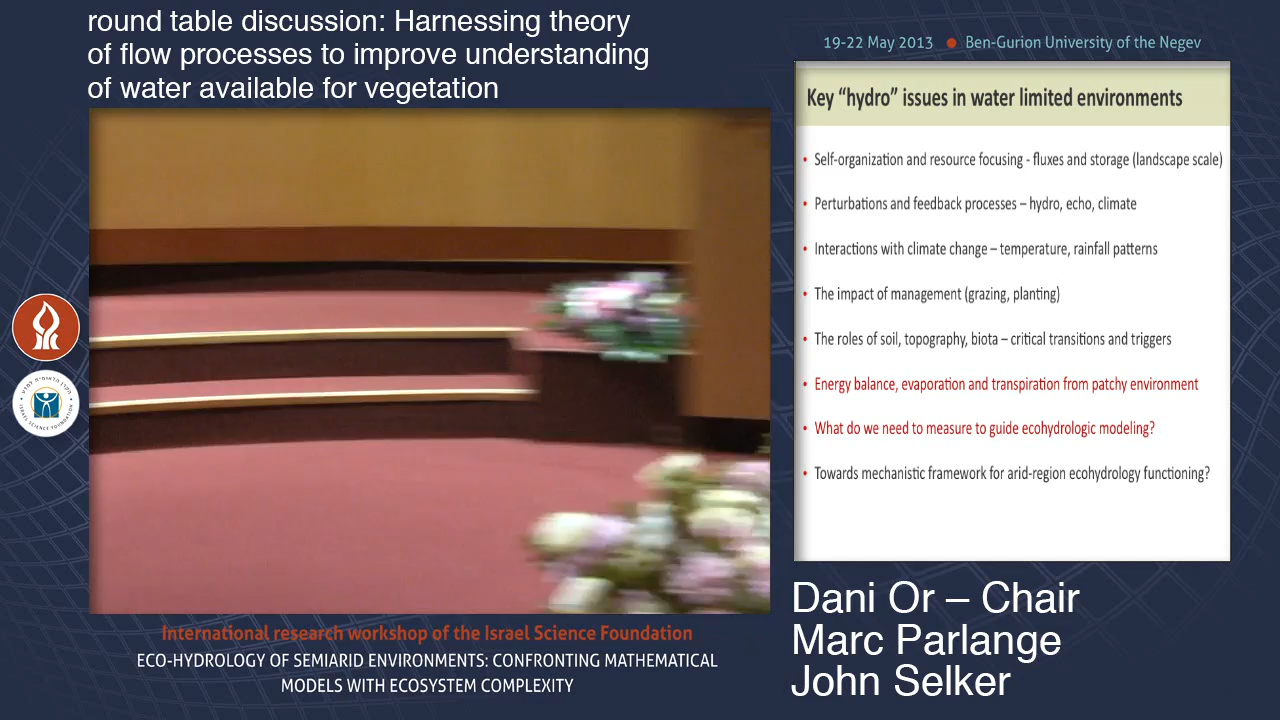 round table discussion: Harnessing theory
of flow processes to improve understanding
of water available for vegetation
19-22 May 2013 ● Ben-Gurion University of the Negev
Key “hydro” issues in water limited environments
• Self-organization and resource focusing - fluxes and storage (landscape scale)
• Perturbations and feedback processes – hydro, echo, climate
• Interactions with climate change – temperature, rainfall patterns
• The impact of management (grazing, planting)
• The roles of soil, topography, biota – critical transitions and triggers
• Energy balance, evaporation and transpiration from patchy environment
• What do we need to measure to guide ecohydrologic modeling?
• Towards mechanistic framework for arid-region ecohydrology functioning?
Dani Or – Chair
Marc Parlange
John Selker
International research workshop of the Israel Science Foundation
ECO-HYDROLOGY OF SEMIARID ENVIRONMENTS: CONFRONTING MATHEMATICAL
MODELS WITH ECOSYSTEM COMPLEXITY
ISRAEL SCIENCE FOUNDATION